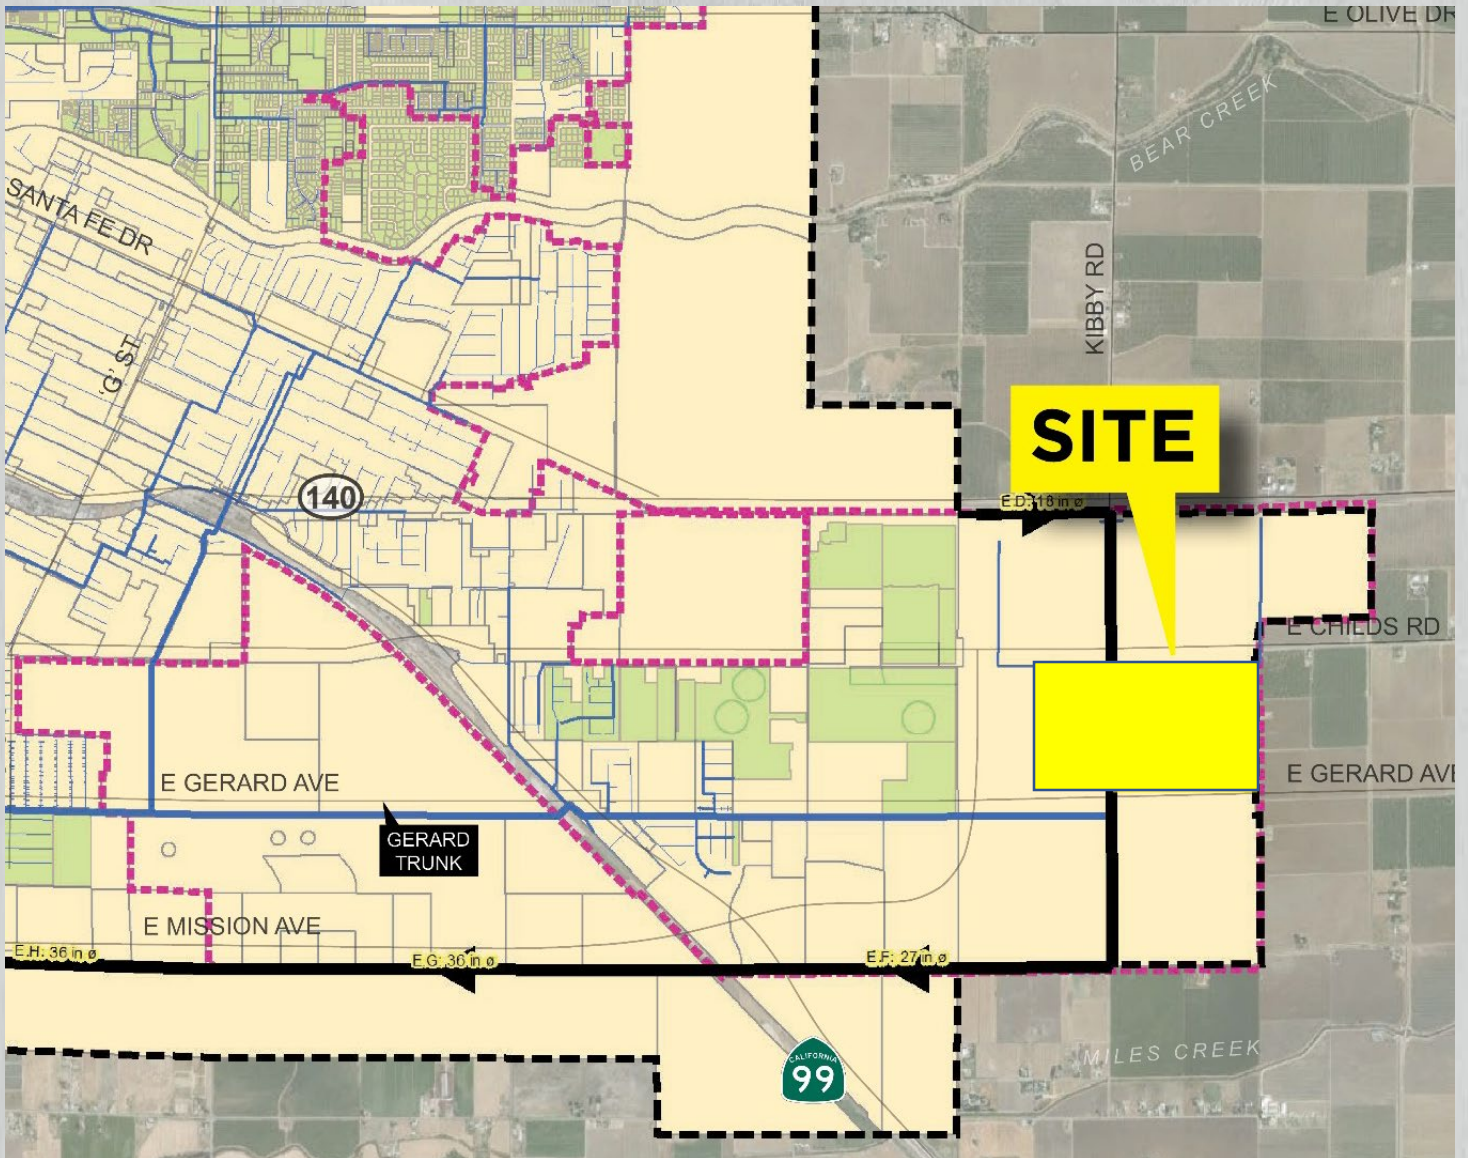 E OLIVE DR
BEAR CREEK
SANTA FE DR
'G' ST
KIBBY RD
SITE
140
E.D: 18 in ø
E CHILDS RD
E GERARD AVE
E GERARD AVE
GERARD
TRUNK
E MISSION AVE
E.H: 36 in ø
E.G: 36 in ø
E.F: 27 in ø
MILES CREEK
CALIFORNIA
99